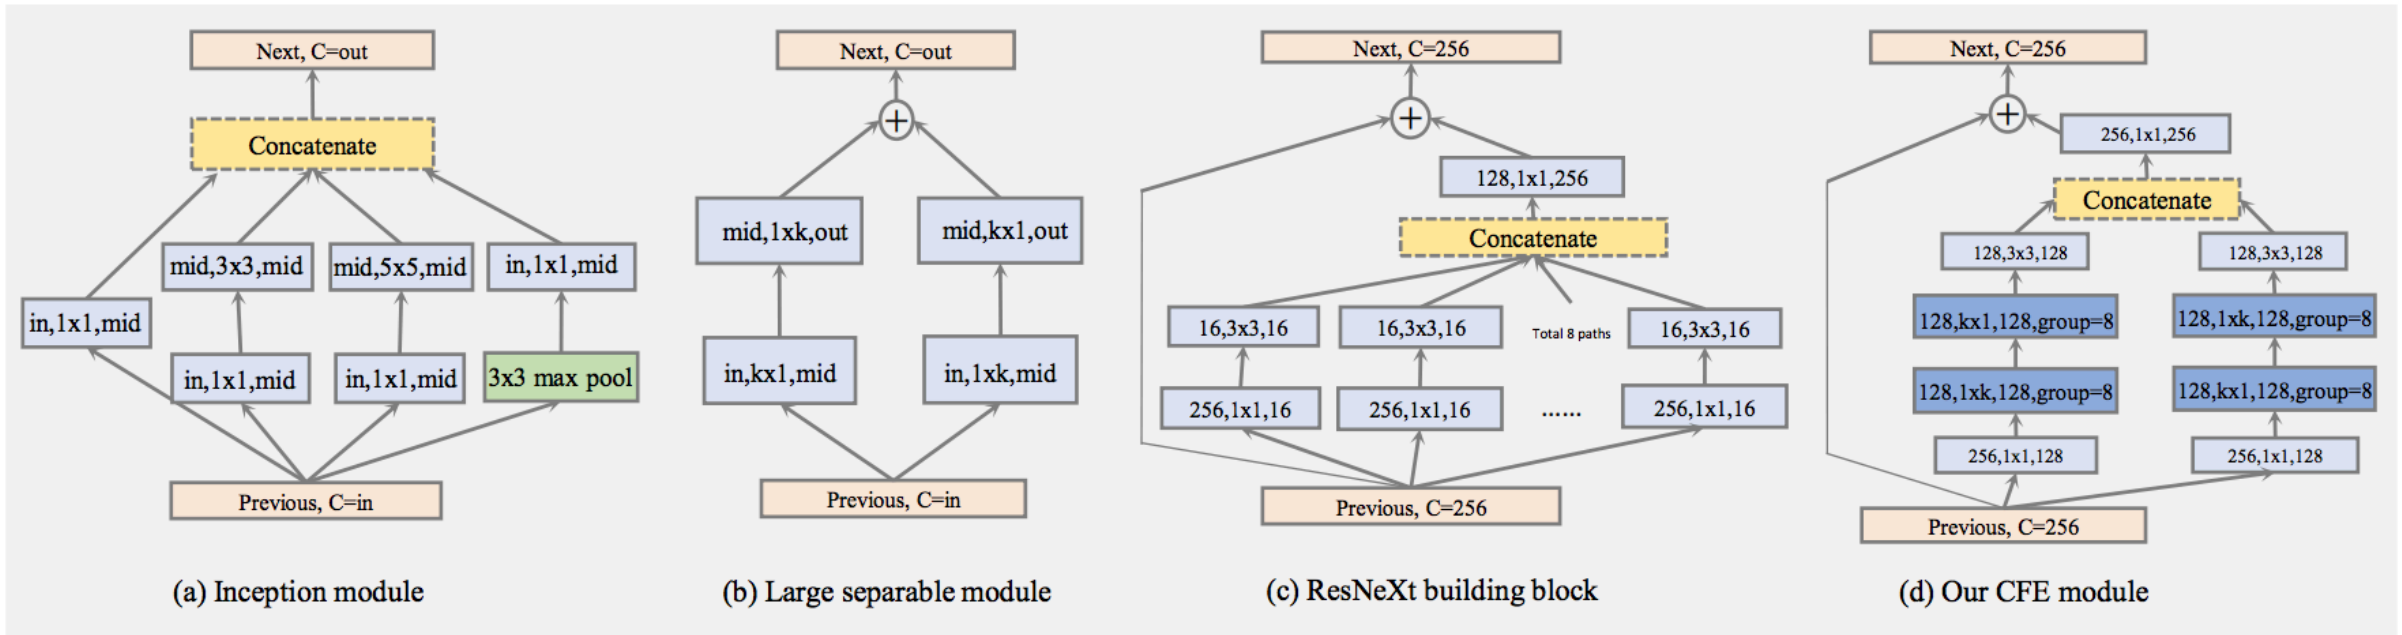 Next, C=out
Concatenate
mid,3x3,mid
mid,5x5,mid
in,1x1,mid
in,1x1,mid
in,1x1,mid
in,1x1,mid
3x3 max pool
Previous, C=in
(a) Inception module
Next, C=out
+
mid,1xk,out
mid,kx1,out
in,kx1,mid
in,1xk,mid
Previous, C=in
(b) Large separable module
Next, C=256
+
128,1x1,256
Concatenate
16,3x3,16
16,3x3,16
Total 8 paths
16,3x3,16
256,1x1,16
256,1x1,16
......
256,1x1,16
Previous, C=256
(c) ResNeXt building block
Next, C=256
+
256,1x1,256
Concatenate
128,3x3,128
128,3x3,128
128,kx1,128,group=8
128,1xk,128,group=8
128,1xk,128,group=8
128,kx1,128,group=8
256,1x1,128
256,1x1,128
Previous, C=256
(d) Our CFE module